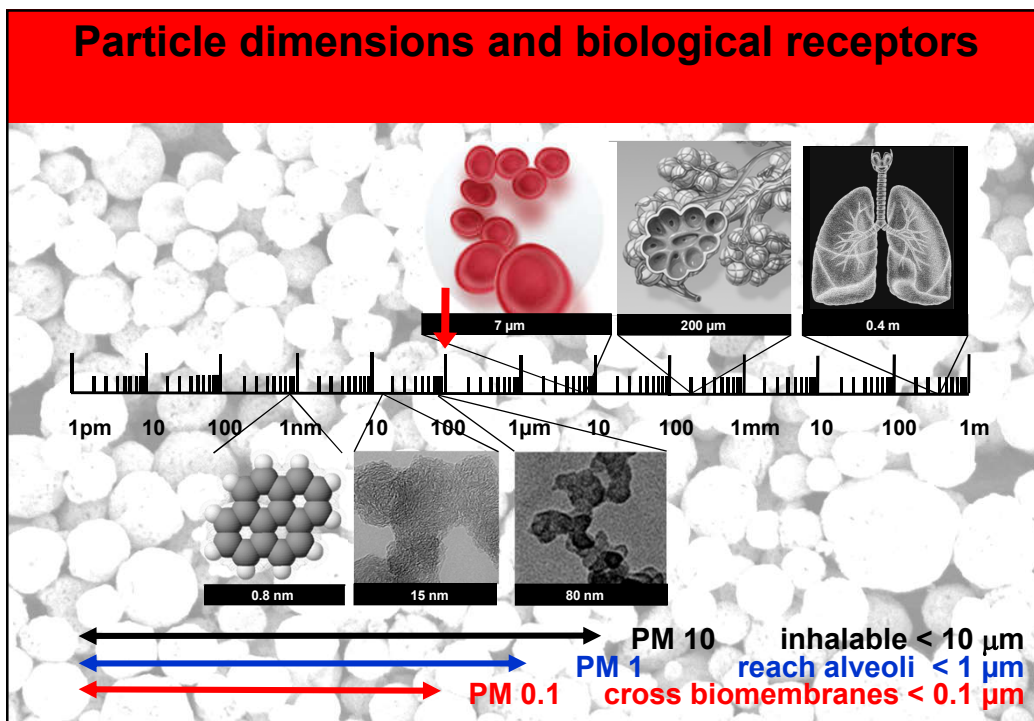 Particle dimensions and biological receptors
7 µm 200 µm 0.4 m
1pm 10 100 1nm 10 100 1µm 10 100 1mm 10 100 1m
0.8 nm 15 nm 80 nm
PM 10 inhalable < 10 µm
PM 1 reach alveoli < 1 µm
PM 0.1 cross biomembranes < 0.1 µm